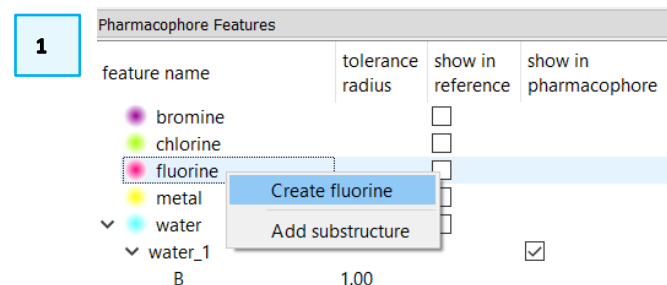 1
Pharmacophore Features
feature name
tolerance radius
show in reference
show in pharmacophore
bromine
chlorine
fluorine
metal
water
water_1
B 1.00
Create fluorine
Add substructure